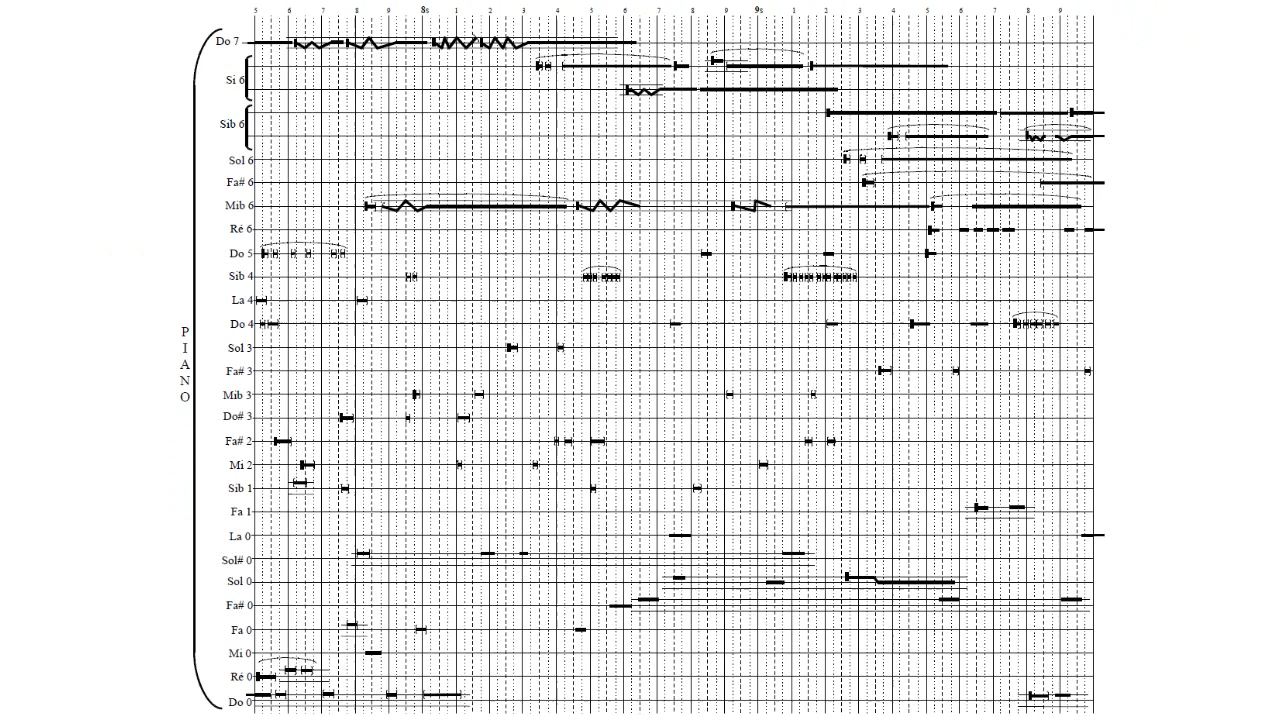 5 6 7 8 9 8s 1 2 3 4 5 6 7 8 9 9s 1 2 3 4 5 6 7 8 9
Do 7
Si 6
Sib 6
Sol 6
Fa# 6
Mib 6
Ré 6
Do 5
Sib 4
La 4
Do 4
Sol 3
Fa# 3
Mib 3
Do# 3
Fa# 2
Mi 2
Sib 1
Fa 1
La 0
Sol# 0
Sol 0
Fa# 0
Fa 0
Mi 0
Ré 0
Do 0
PIANO